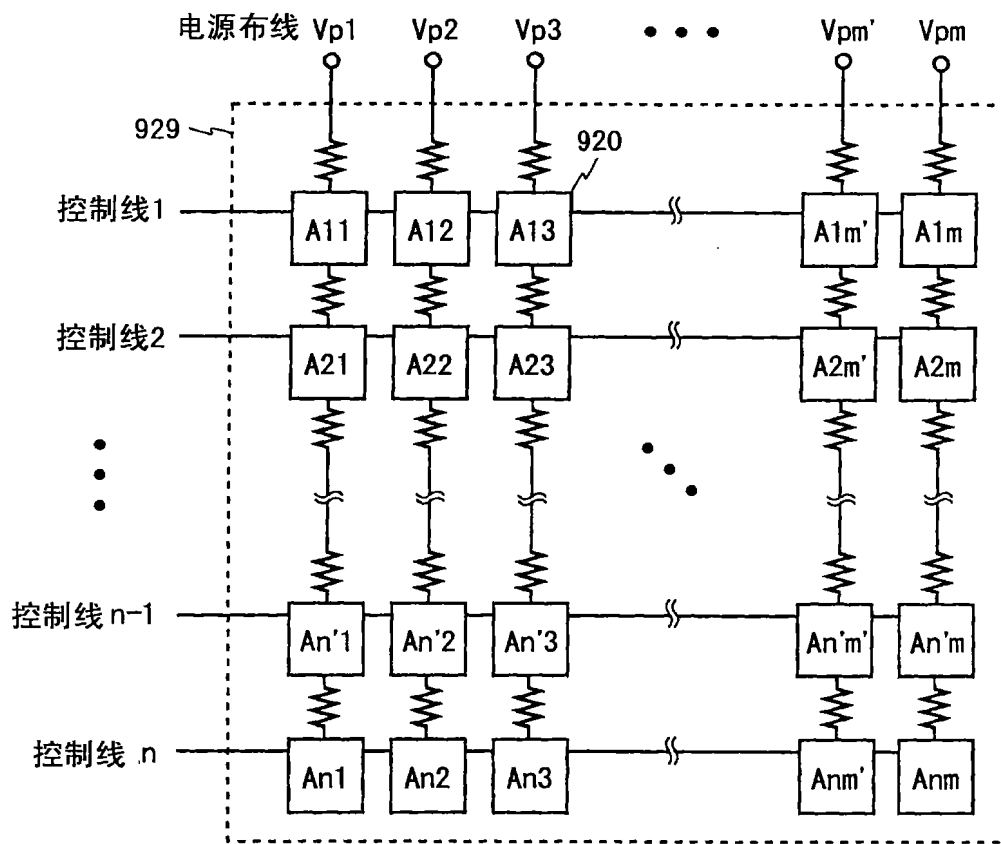 电源布线 Vp1 Vp2 Vp3 • • • Vpm' Vpm
929
920
控制线1
A11 A12 A13 A1m' A1m
控制线2
A21 A22 A23 A2m' A2m
控制线n-1
An'1 An'2 An'3 An'm' An'm
控制线 n
An1 An2 An3 Anm' Anm